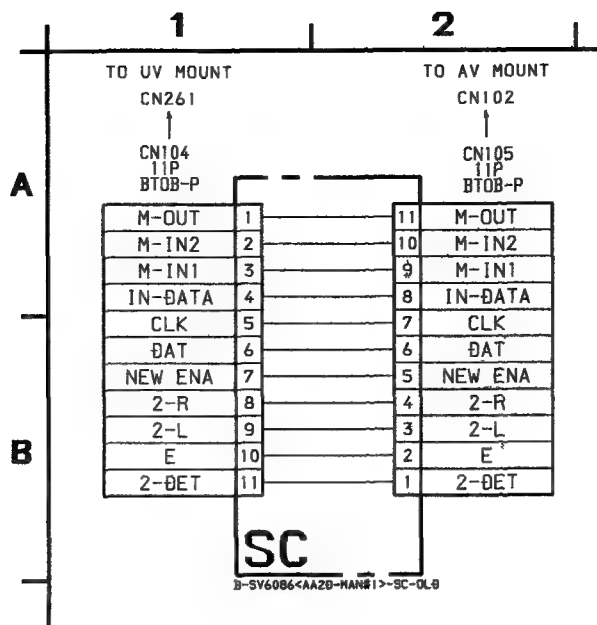 1 2
TO UV MOUNT TO AV MOUNT
CN261 CN102
CN104 CN105
11P 11P
BTOB-P BTOB-P
A
M-OUT 1 11 M-OUT
M-IN2 2 10 M-IN2
M-IN1 3 9 M-IN1
IN-DATA 4 8 IN-DATA
CLK 5 7 CLK
DAT 6 6 DAT
NEW ENA 7 5 NEW ENA
2-R 8 4 2-R
B
2-L 9 3 2-L
E 10 2 E
2-DET 11 1 2-DET
SC